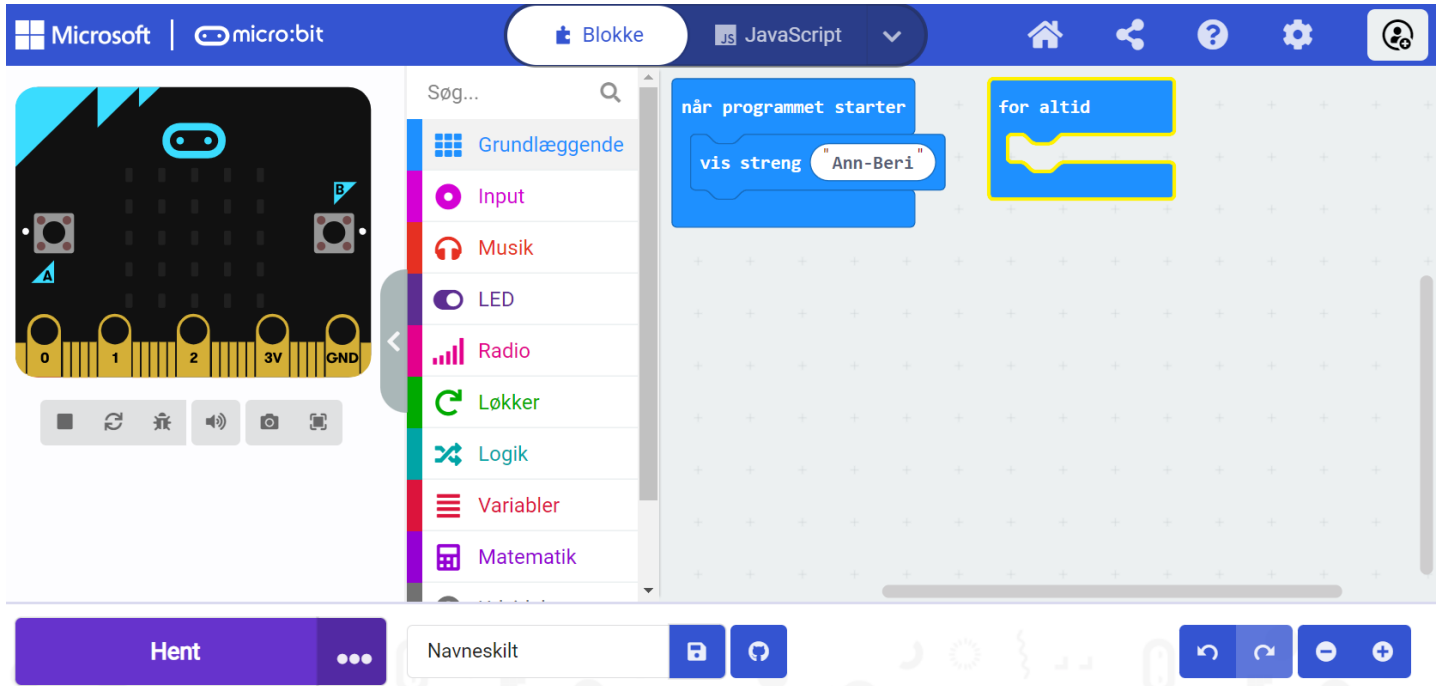 Microsoft | micro:bit
Blokke
JS JavaScript
B
A
0 1 2 3V GND
Søg...
Grundlæggende
Input
Musik
LED
Radio
Løkker
Logik
Variabler
Matematik
når programmet starter
vis streng "Ann-Beri"
for altid
Hent
Navneskilt